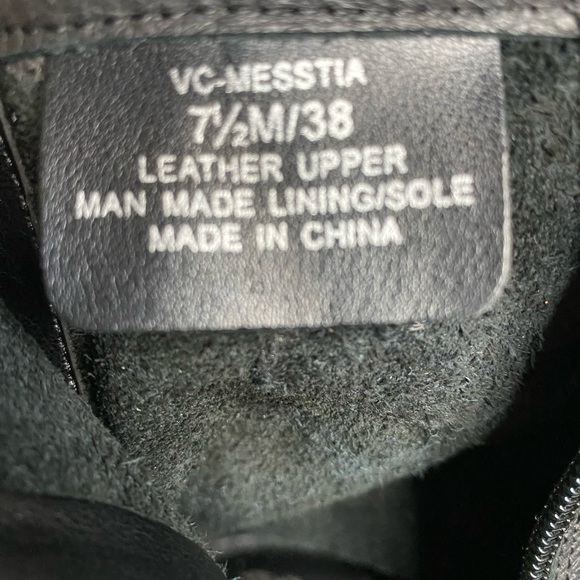 VC-MESSTIA
7½M/38
LEATHER UPPER
MAN MADE LINING/SOLE
MADE IN CHINA